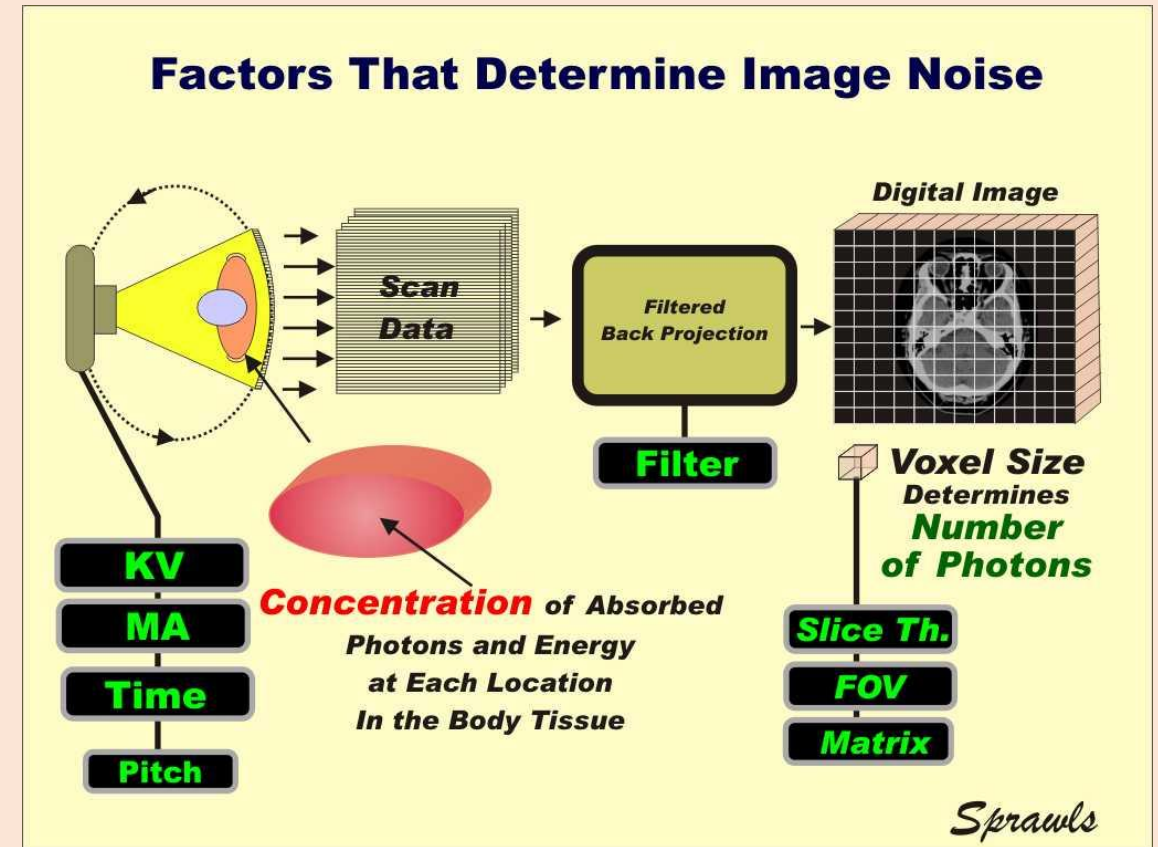 Factors That Determine Image Noise
Digital Image
Scan
Data
Filtered
Back Projection
Filter
Voxel Size
Determines
Number
of Photons
KV
MA
Time
Pitch
Concentration of Absorbed
Photons and Energy
at Each Location
In the Body Tissue
Slice Th.
FOV
Matrix
Sprawls